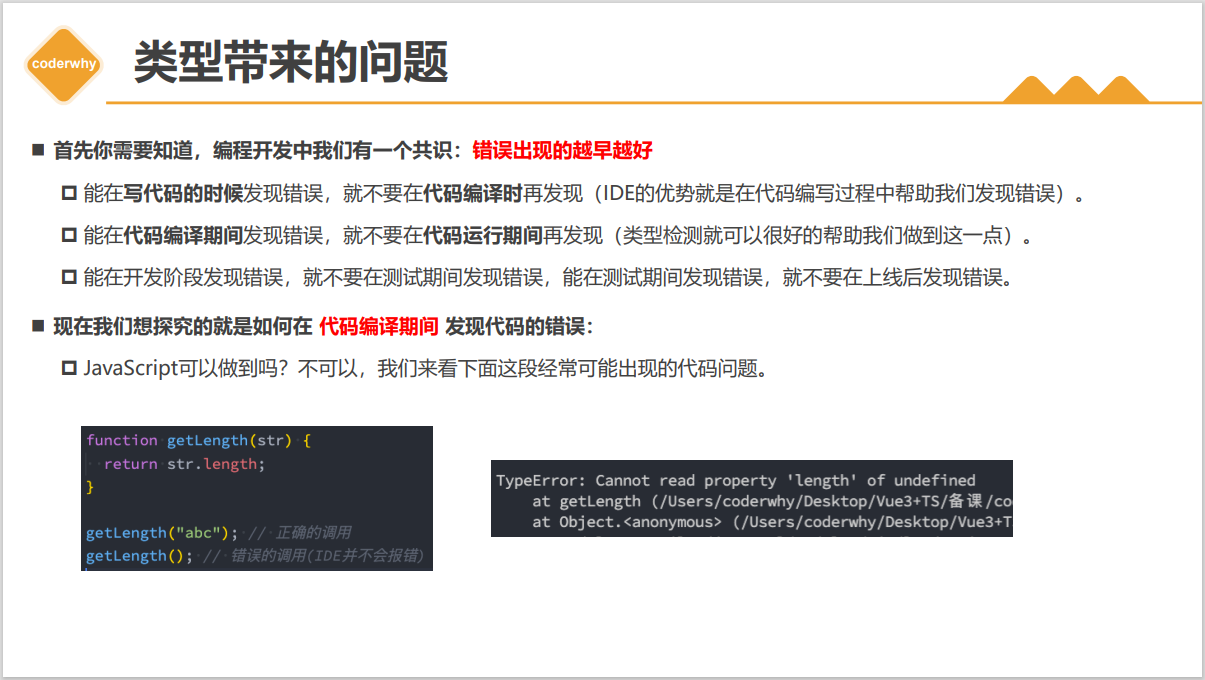 coderwhy
类型带来的问题
首先你需要知道，编程开发中我们有一个共识：错误出现的越早越好
能在写代码的时候发现错误，就不要在代码编译时再发现（IDE的优势就是在代码编写过程中帮助我们发现错误）。
能在代码编译期间发现错误，就不要在代码运行期间再发现（类型检测就可以很好的帮助我们做到这一点）。
能在开发阶段发现错误，就不要在测试期间发现错误，能在测试期间发现错误，就不要在上线后发现错误。
现在我们想探究的就是如何在 代码编译期间 发现代码的错误：
JavaScript可以做到吗？不可以，我们来看下面这段经常可能出现的代码问题。
function getLength(str) {
  return str.length;
}
getLength("abc"); // 正确的调用
getLength(); // 错误的调用(IDE并不会报错)
TypeError: Cannot read property 'length' of undefined
    at getLength (/Users/coderwhy/Desktop/Vue3+TS/备课/co
    at Object.<anonymous> (/Users/coderwhy/Desktop/Vue3+T